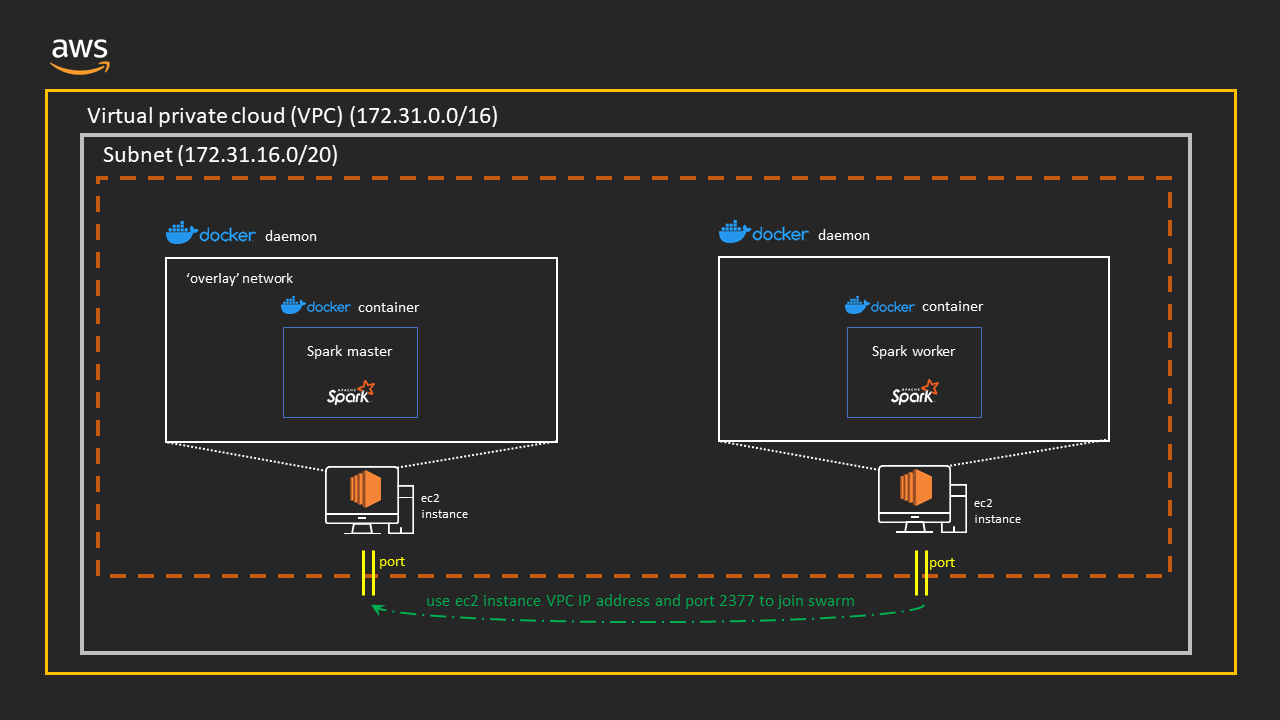 aws
Virtual private cloud (VPC) (172.31.0.0/16)
Subnet (172.31.16.0/20)
docker daemon
‘overlay’ network
docker container
Spark master
APACHE
Spark
ec2
instance
port
docker daemon
docker container
Spark worker
APACHE
Spark
ec2
instance
port
use ec2 instance VPC IP address and port 2377 to join swarm